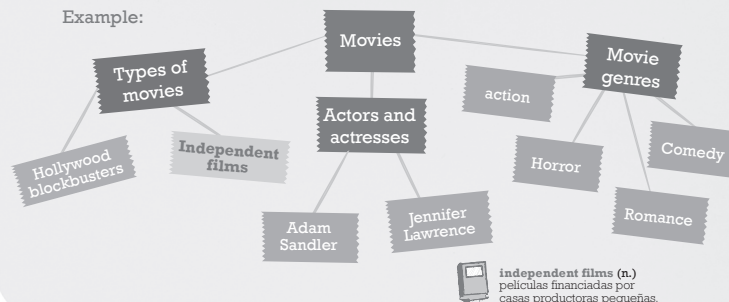 Example:
Movies
Types of
movies
Hollywood
blockbusters
Independent
films
Actors and
actresses
Adam
Sandler
Jennifer
Lawrence
Movie
genres
action
Horror
Romance
Comedy
independent films (n.)
películas financiadas por
casas productoras pequeñas.